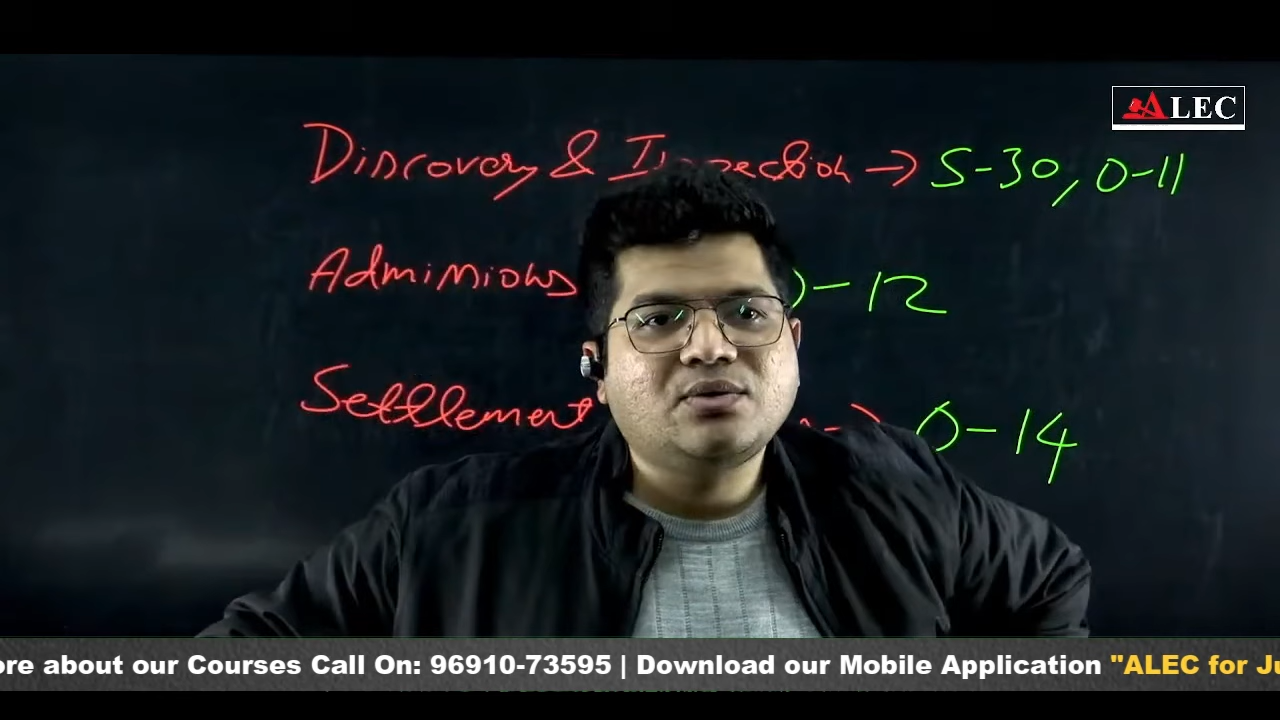 ALEC
Discovery & Inspection → S-30, O-11
Admissions O-12
Settlement → O-14
ore about our Courses Call On: 96910-73595 | Download our Mobile Application "ALEC for Ju